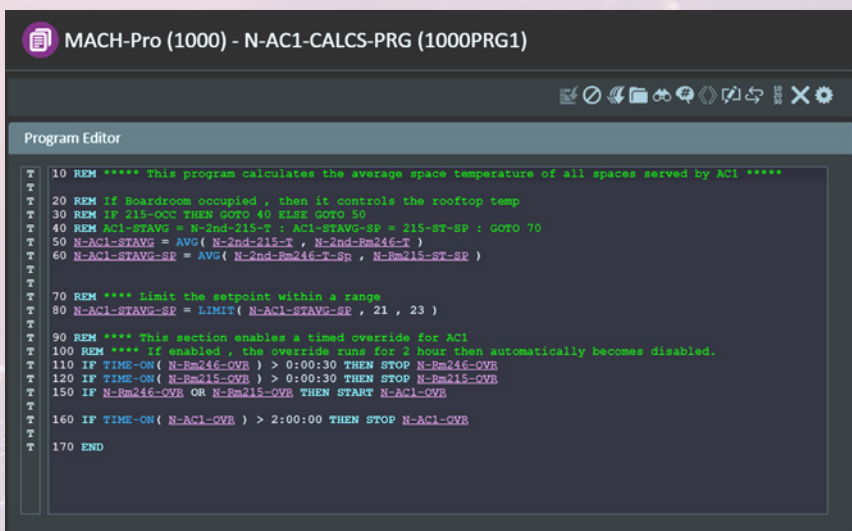 MACH-Pro (1000) - N-AC1-CALCS-PRG (1000PRG1)
Program Editor
T 10 REM ***** This program calculates the average space temperature of all spaces served by AC1 *****
T
T 20 REM If Boardroom occupied , then it controls the rooftop temp
T 30 REM IF 215-OCC THEN GOTO 40 ELSE GOTO 50
T 40 REM AC1-STAVG = N-2nd-215-T : AC1-STAVG-SP = 215-ST-SP : GOTO 70
T 50 N-AC1-STAVG = AVG( N-2nd-215-T , N-2nd-Rm246-T )
T 60 N-AC1-STAVG-SP = AVG( N-2nd-Rm246-T-Sp , N-Rm215-ST-SP )
T
T
T 70 REM **** Limit the setpoint within a range
T 80 N-AC1-STAVG-SP = LIMIT( N-AC1-STAVG-SP , 21 , 23 )
T
T 90 REM **** This section enables a timed override for AC1
T 100 REM **** If enabled , the override runs for 2 hour then automatically becomes disabled.
T 110 IF TIME-ON( N-Rm246-OVR ) > 0:00:30 THEN STOP N-Rm246-OVR
T 120 IF TIME-ON( N-Rm215-OVR ) > 0:00:30 THEN STOP N-Rm215-OVR
T 150 IF N-Rm246-OVR OR N-Rm215-OVR THEN START N-AC1-OVR
T
T 160 IF TIME-ON( N-AC1-OVR ) > 2:00:00 THEN STOP N-AC1-OVR
T
T 170 END